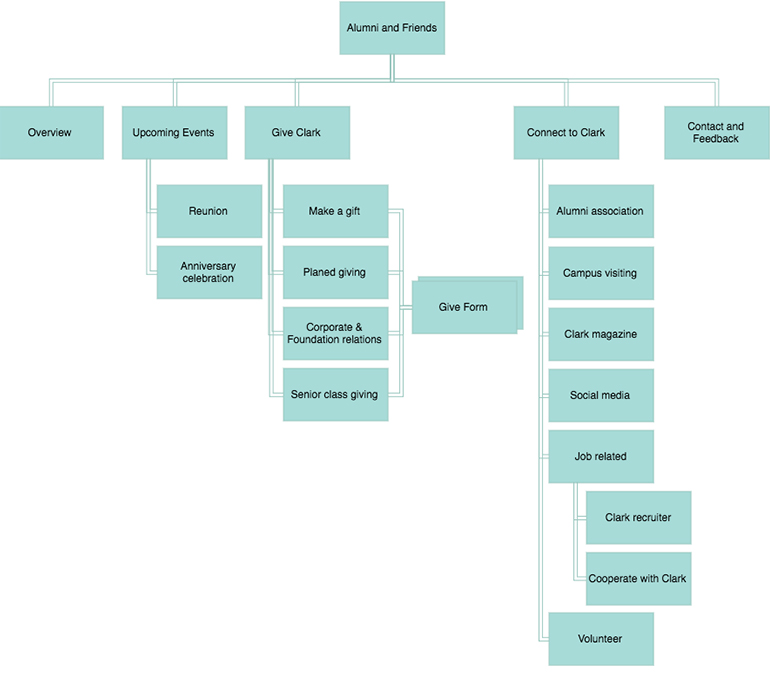 Alumni and Friends
Overview
Upcoming Events
Give Clark
Connect to Clark
Contact and
Feedback
Reunion
Anniversary
celebration
Make a gift
Planed giving
Corporate &
Foundation relations
Senior class giving
Give Form
Alumni association
Campus visiting
Clark magazine
Social media
Job related
Clark recruiter
Cooperate with Clark
Volunteer